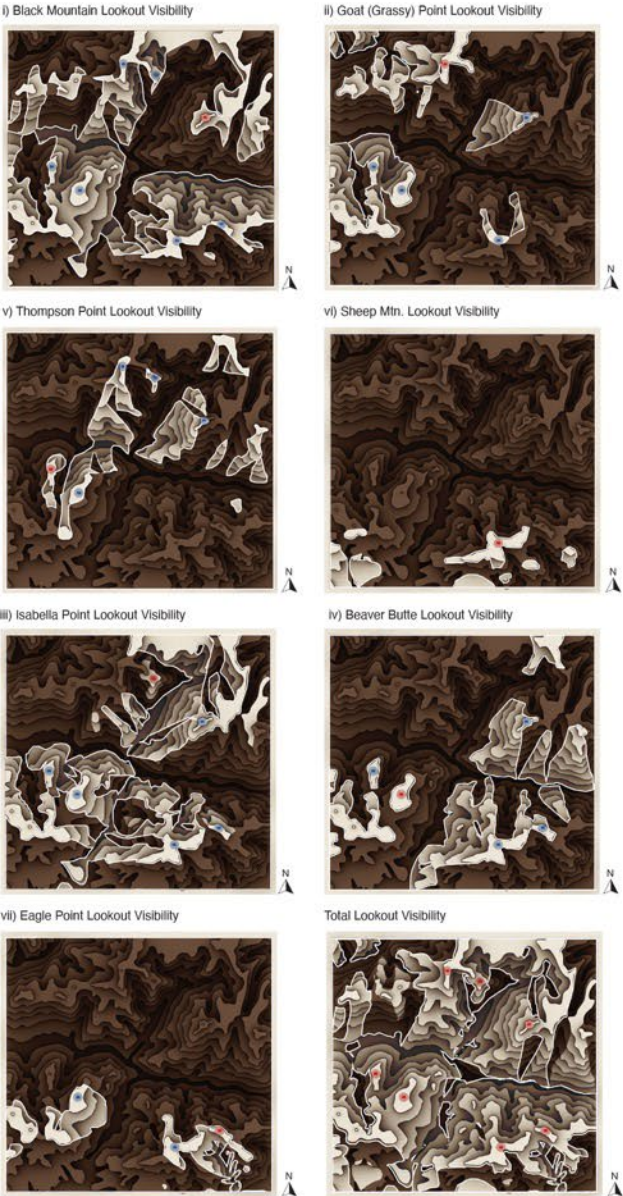 i) Black Mountain Lookout Visibility
ii) Goat (Grassy) Point Lookout Visibility
N
N
v) Thompson Point Lookout Visibility
vi) Sheep Mtn. Lookout Visibility
N
N
iii) Isabella Point Lookout Visibility
iv) Beaver Butte Lookout Visibility
N
N
vii) Eagle Point Lookout Visibility
Total Lookout Visibility
N
N